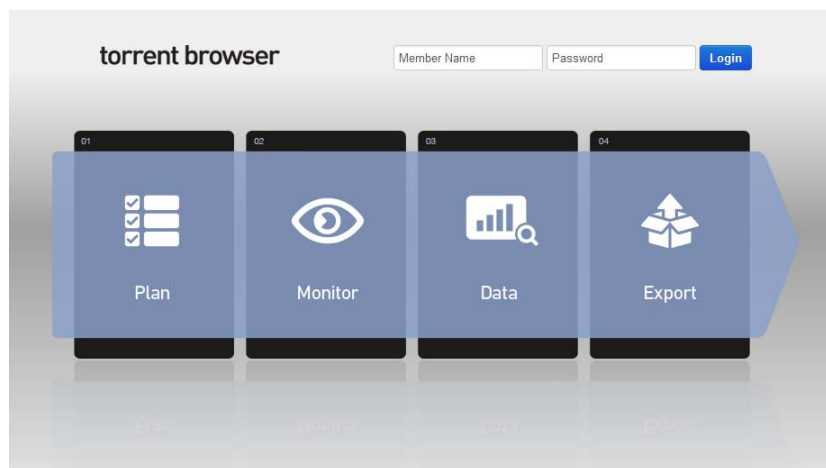 torrent browser
Member Name Password Login
01 02 03 04
Plan Monitor Data Export